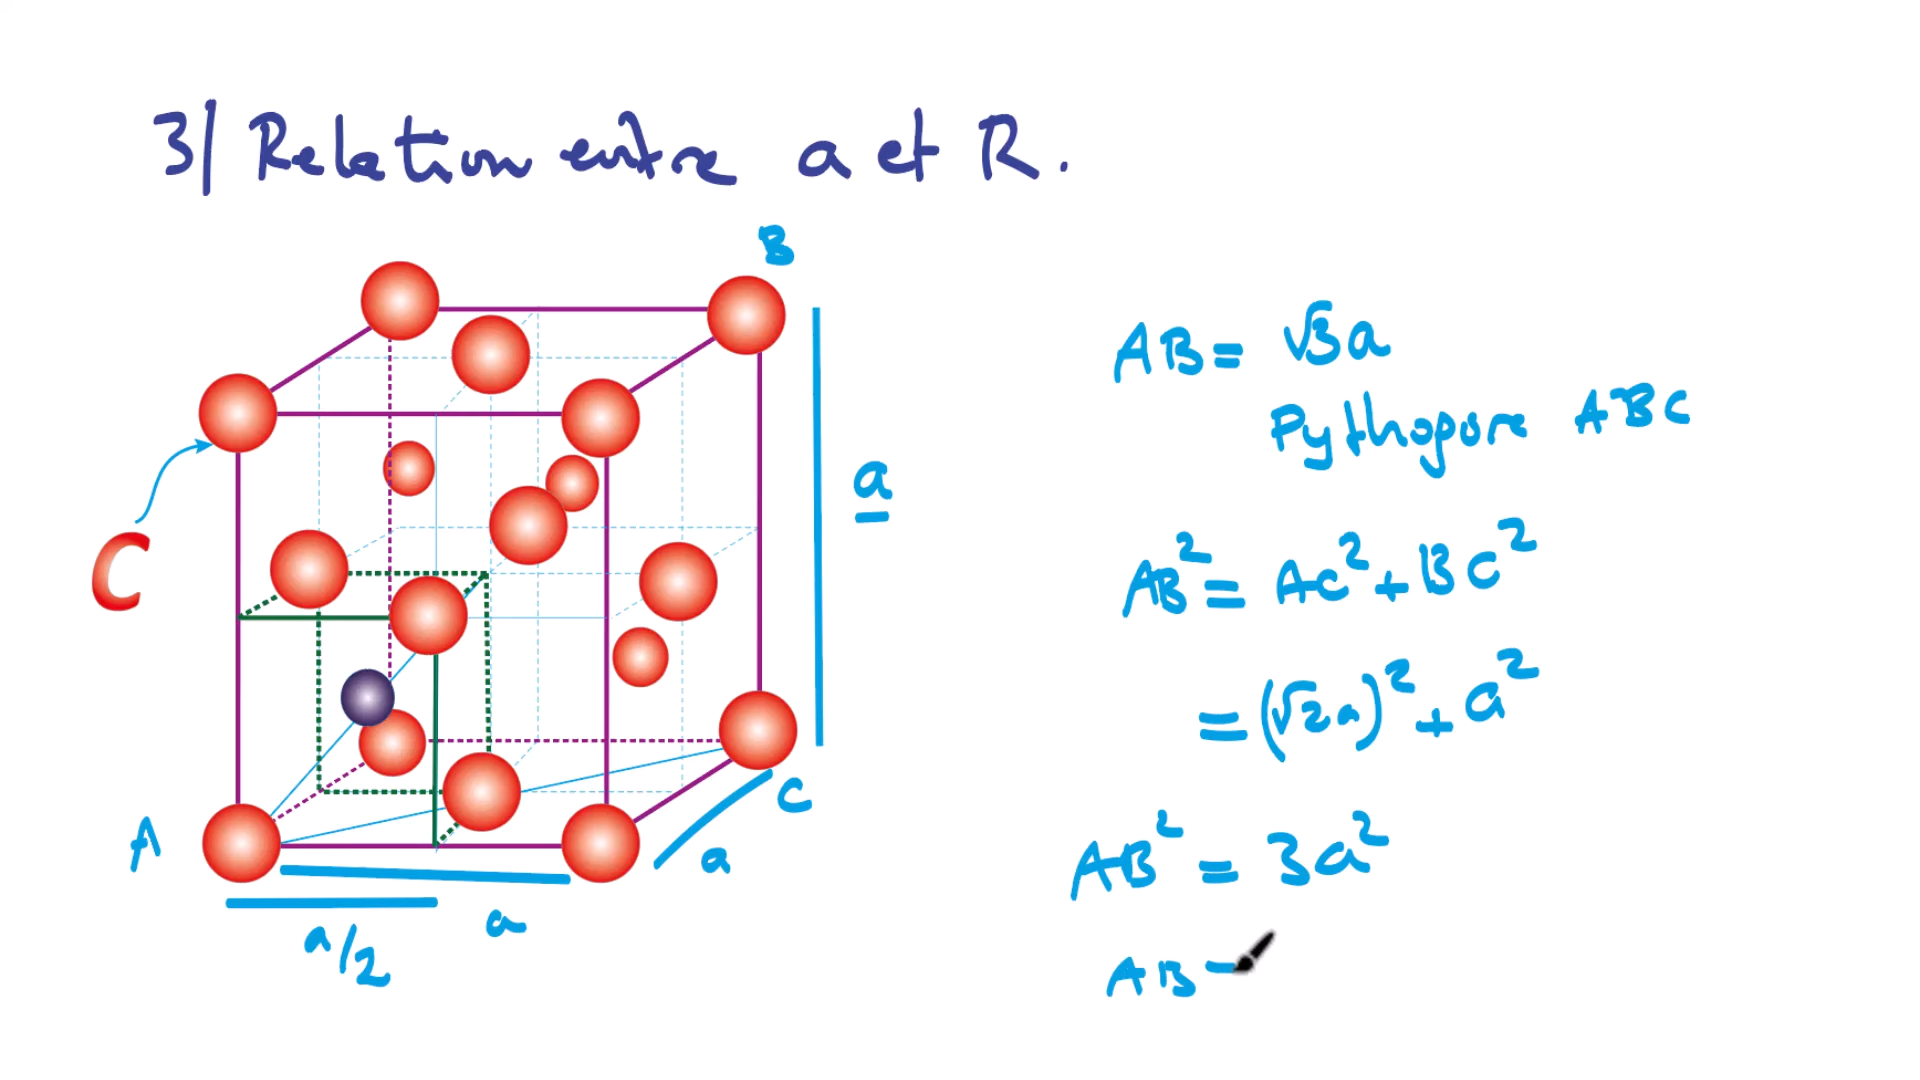 3/ Relation entre a et R.
B
AB = √3a
Pythagore ABC
a
C
AB² = AC² + BC²
= (√2a)² + a²
C
A
a
AB² = 3a²
a
a/2
AB =